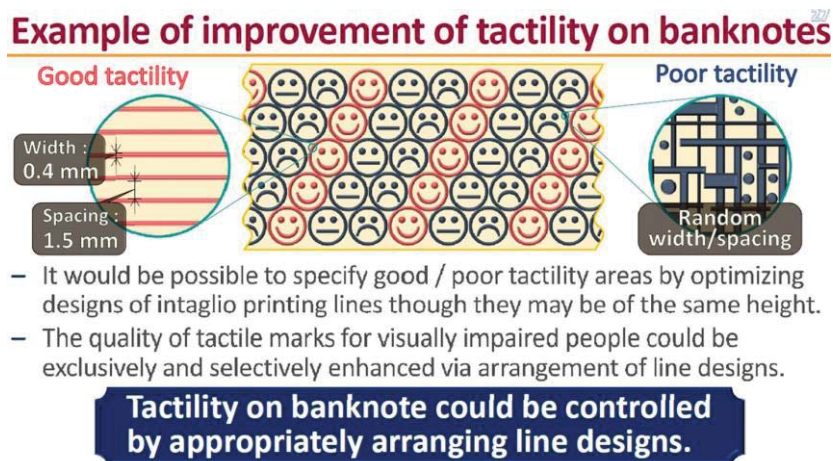 Example of improvement of tactility on banknotes
Good tactility
Poor tactility
Width :
0.4 mm
Spacing :
1.5 mm
Random
width/spacing
– It would be possible to specify good / poor tactility areas by optimizing
designs of intaglio printing lines though they may be of the same height.
– The quality of tactile marks for visually impaired people could be
exclusively and selectively enhanced via arrangement of line designs.
Tactility on banknote could be controlled
by appropriately arranging line designs.